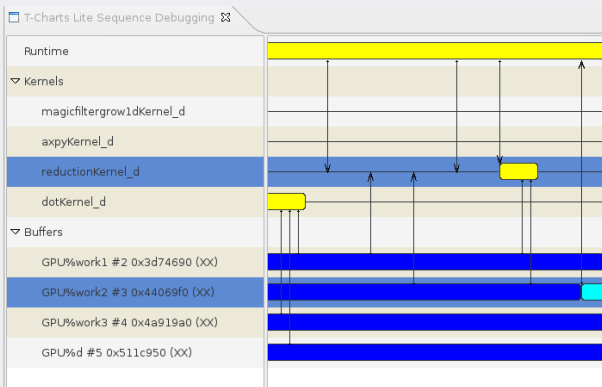 T-Charts Lite Sequence Debugging
Runtime
Kernels
magicfiltergrow1dKernel_d
axpyKernel_d
reductionKernel_d
dotKernel_d
Buffers
GPU%work1 #2 0x3d74690 (XX)
GPU%work2 #3 0x44069f0 (XX)
GPU%work3 #4 0x4a919a0 (XX)
GPU%d #5 0x511c950 (XX)